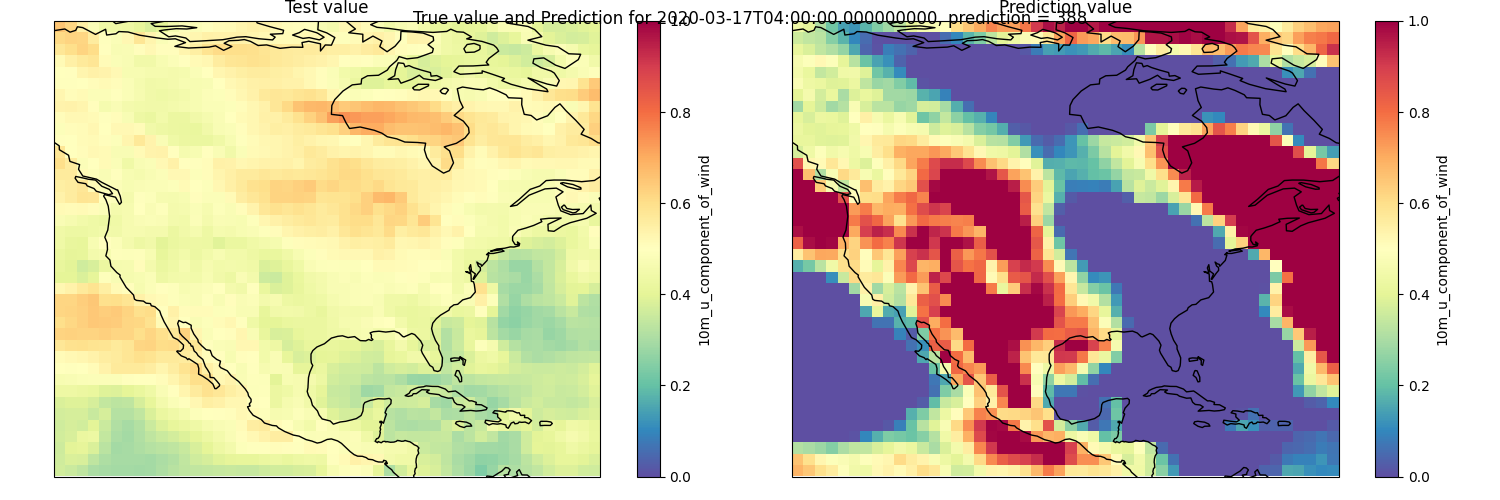 Test value
Prediction value
True value and Prediction for 2020-03-17T04:00:00.000000000, prediction = 388
1.0
0.8
0.6
0.4
0.2
0.0
10m_u_component_of_wind
1.0
0.8
0.6
0.4
0.2
0.0
10m_u_component_of_wind